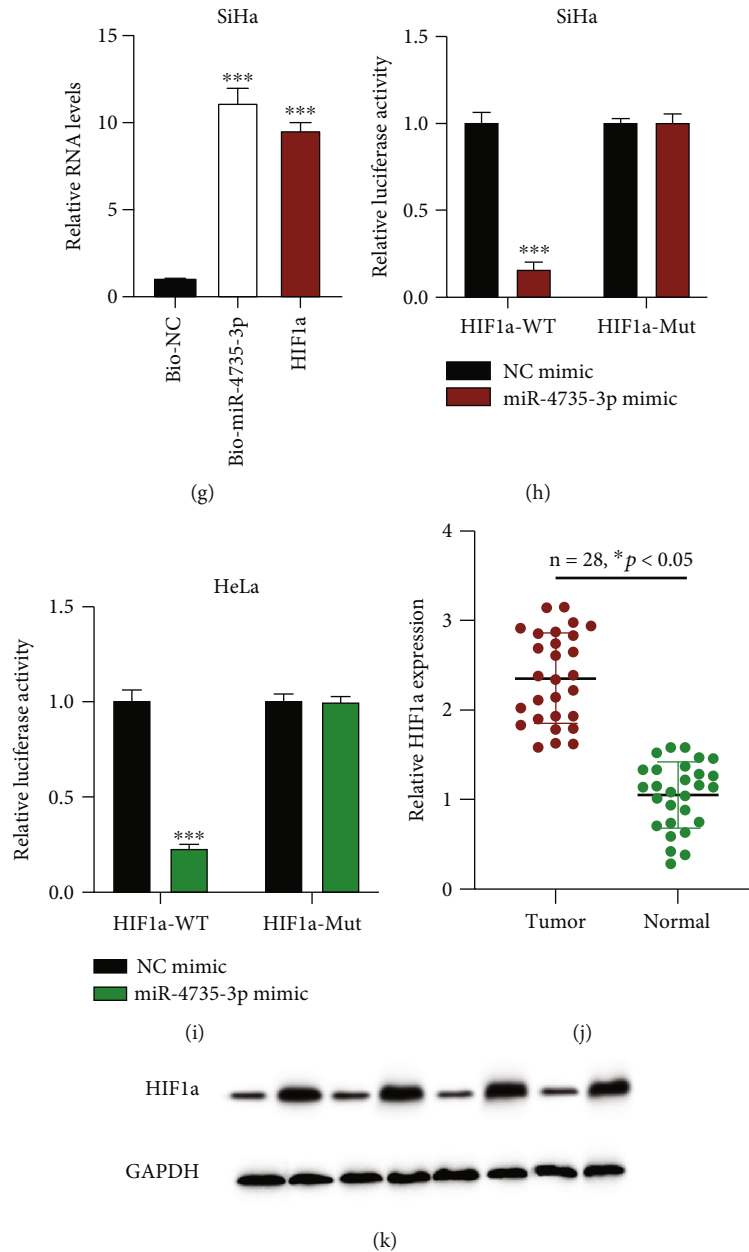 SiHa
Relative RNA levels
15
10
5
0
***
***
Bio-NC
Bio-miR-4735-3p
HIF1a
(g)
SiHa
Relative luciferase activity
1.5
1.0
0.5
0.0
***
HIF1a-WT
HIF1a-Mut
NC mimic
miR-4735-3p mimic
(h)
HeLa
Relative luciferase activity
1.5
1.0
0.5
0.0
***
HIF1a-WT
HIF1a-Mut
NC mimic
miR-4735-3p mimic
(i)
Relative HIF1a expression
4
3
2
1
0
n = 28, *p < 0.05
Tumor
Normal
(j)
HIF1a
GAPDH
(k)